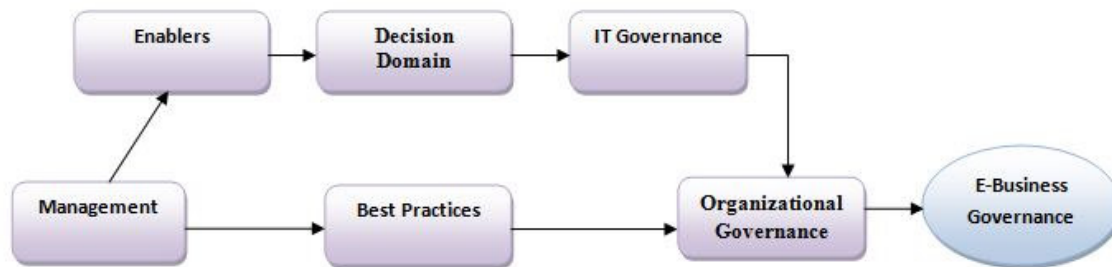 Enablers
Decision
Domain
IT Governance
Management
Best Practices
Organizational
Governance
E-Business
Governance